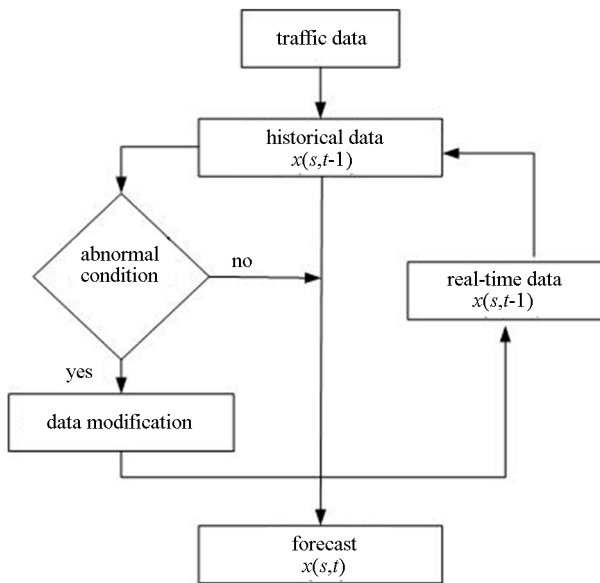 traffic data
historical data
x(s,t-1)
abnormal
condition
no
real-time data
x(s,t-1)
yes
data modification
forecast
x(s,t)